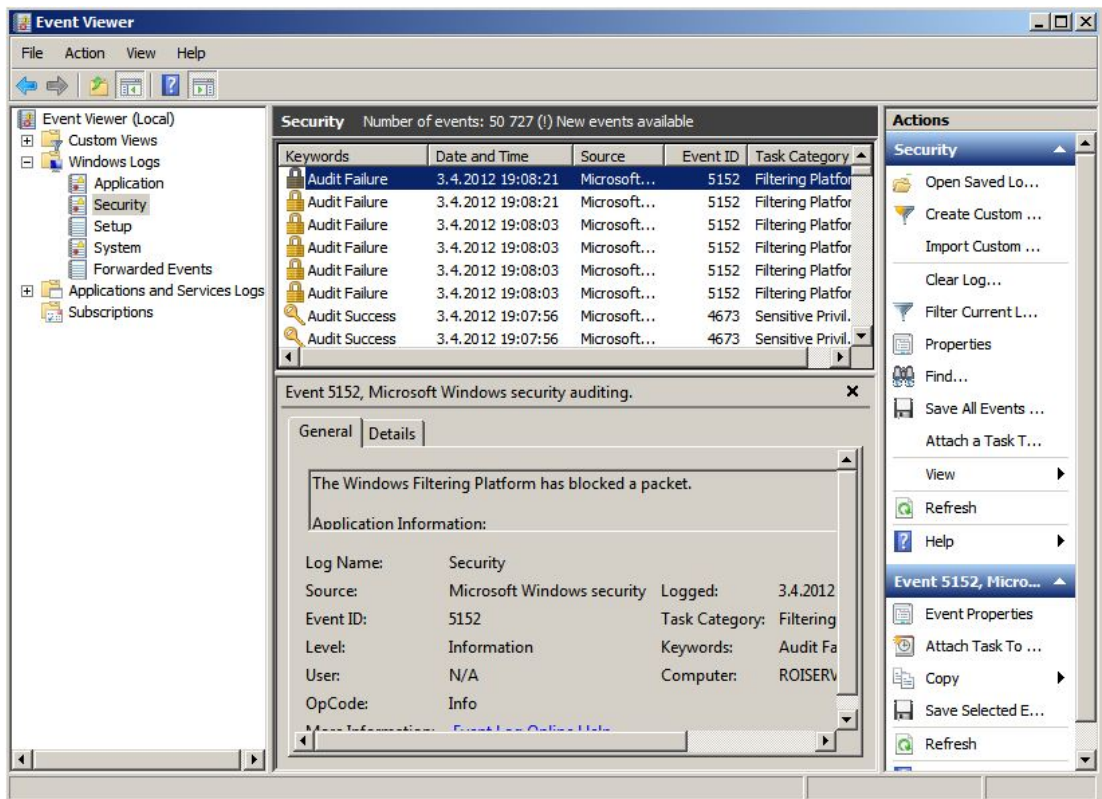 Event Viewer
File Action View Help
Event Viewer (Local)
Custom Views
Windows Logs
Application
Security
Setup
System
Forwarded Events
Applications and Services Logs
Subscriptions
Security Number of events: 50 727 (!) New events available
Keywords Date and Time Source Event ID Task Category
Audit Failure 3.4.2012 19:08:21 Microsoft... 5152 Filtering Platfor
Audit Failure 3.4.2012 19:08:21 Microsoft... 5152 Filtering Platfor
Audit Failure 3.4.2012 19:08:03 Microsoft... 5152 Filtering Platfor
Audit Failure 3.4.2012 19:08:03 Microsoft... 5152 Filtering Platfor
Audit Failure 3.4.2012 19:08:03 Microsoft... 5152 Filtering Platfor
Audit Failure 3.4.2012 19:08:03 Microsoft... 5152 Filtering Platfor
Audit Success 3.4.2012 19:07:56 Microsoft... 4673 Sensitive Privil.
Audit Success 3.4.2012 19:07:56 Microsoft... 4673 Sensitive Privil.
Event 5152, Microsoft Windows security auditing.
General Details
The Windows Filtering Platform has blocked a packet.
Application Information:
Log Name: Security
Source: Microsoft Windows security Logged: 3.4.2012
Event ID: 5152 Task Category: Filtering
Level: Information Keywords: Audit Fa
User: N/A Computer: ROISERV
OpCode: Info
More Information: Event Log Online Help
Actions
Security
Open Saved Lo...
Create Custom ...
Import Custom ...
Clear Log...
Filter Current L...
Properties
Find...
Save All Events ...
Attach a Task T...
View
Refresh
Help
Event 5152, Micro...
Event Properties
Attach Task To ...
Copy
Save Selected E...
Refresh